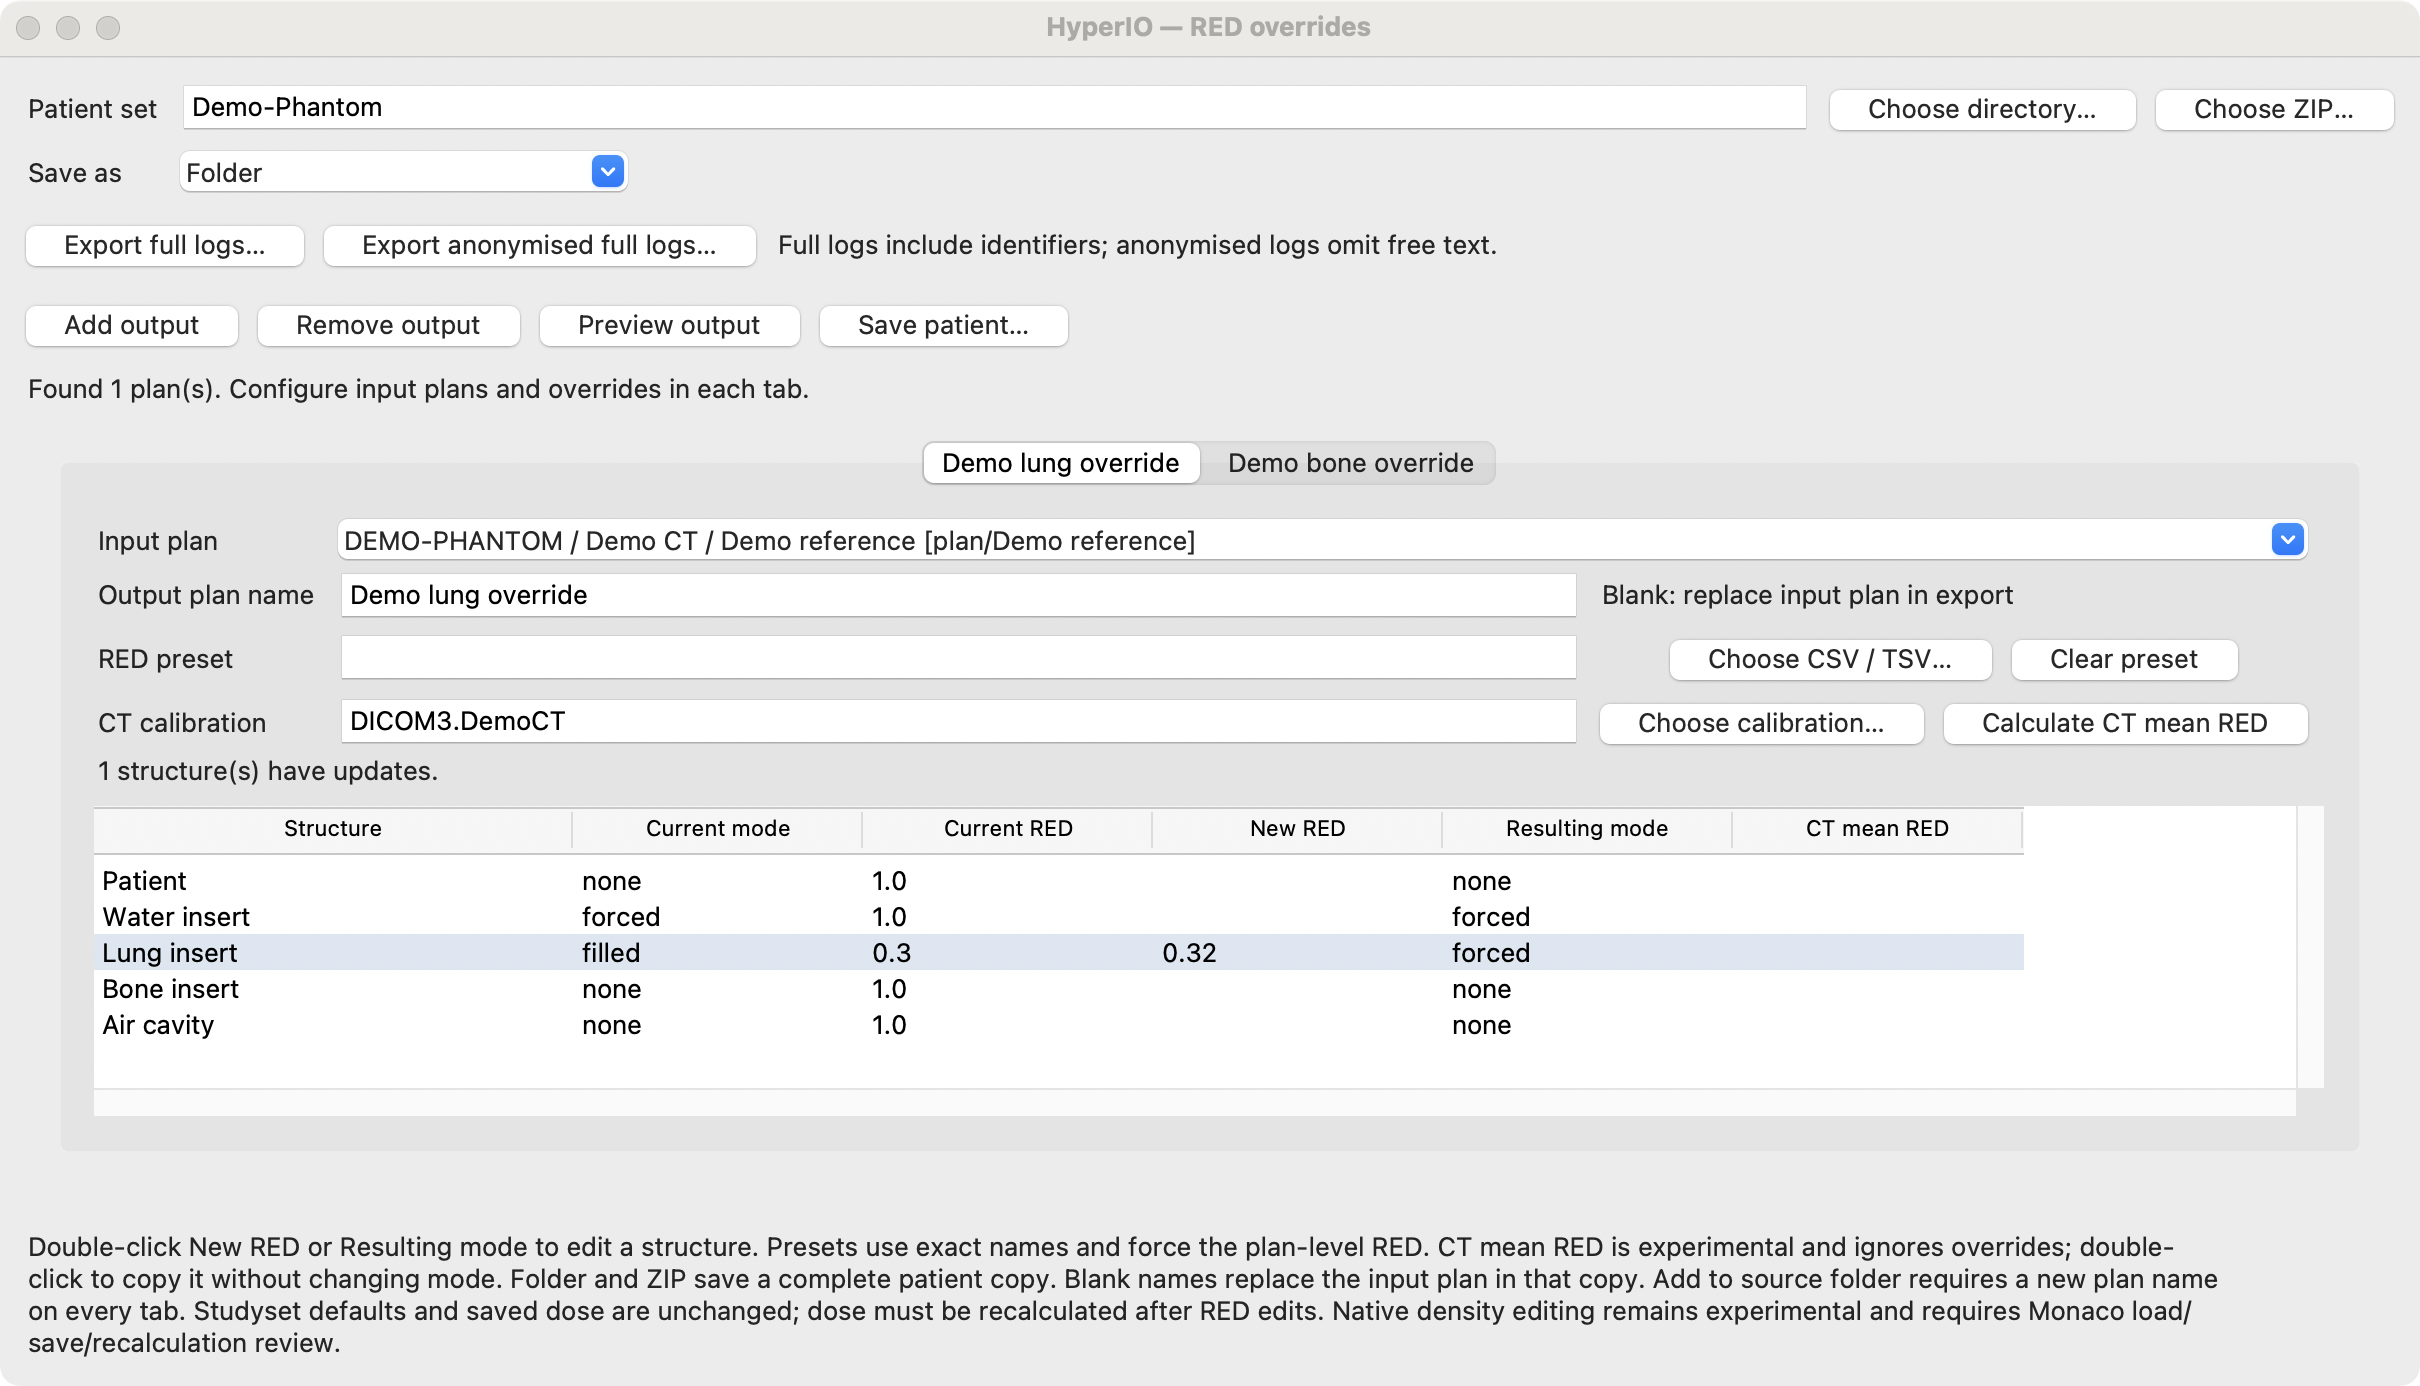 HyperIO — RED overrides
Patient set Demo-Phantom Choose directory... Choose ZIP...
Save as Folder
Export full logs... Export anonymised full logs... Full logs include identifiers; anonymised logs omit free text.
Add output Remove output Preview output Save patient...
Found 1 plan(s). Configure input plans and overrides in each tab.
Demo lung override Demo bone override
Input plan DEMO-PHANTOM / Demo CT / Demo reference [plan/Demo reference]
Output plan name Demo lung override Blank: replace input plan in export
RED preset Choose CSV / TSV... Clear preset
CT calibration DICOM3.DemoCT Choose calibration... Calculate CT mean RED
1 structure(s) have updates.
Structure Current mode Current RED New RED Resulting mode CT mean RED
Patient none 1.0 none
Water insert forced 1.0 forced
Lung insert filled 0.3 0.32 forced
Bone insert none 1.0 none
Air cavity none 1.0 none
Double-click New RED or Resulting mode to edit a structure. Presets use exact names and force the plan-level RED. CT mean RED is experimental and ignores overrides; double-
click to copy it without changing mode. Folder and ZIP save a complete patient copy. Blank names replace the input plan in that copy. Add to source folder requires a new plan name
on every tab. Studyset defaults and saved dose are unchanged; dose must be recalculated after RED edits. Native density editing remains experimental and requires Monaco load/
save/recalculation review.